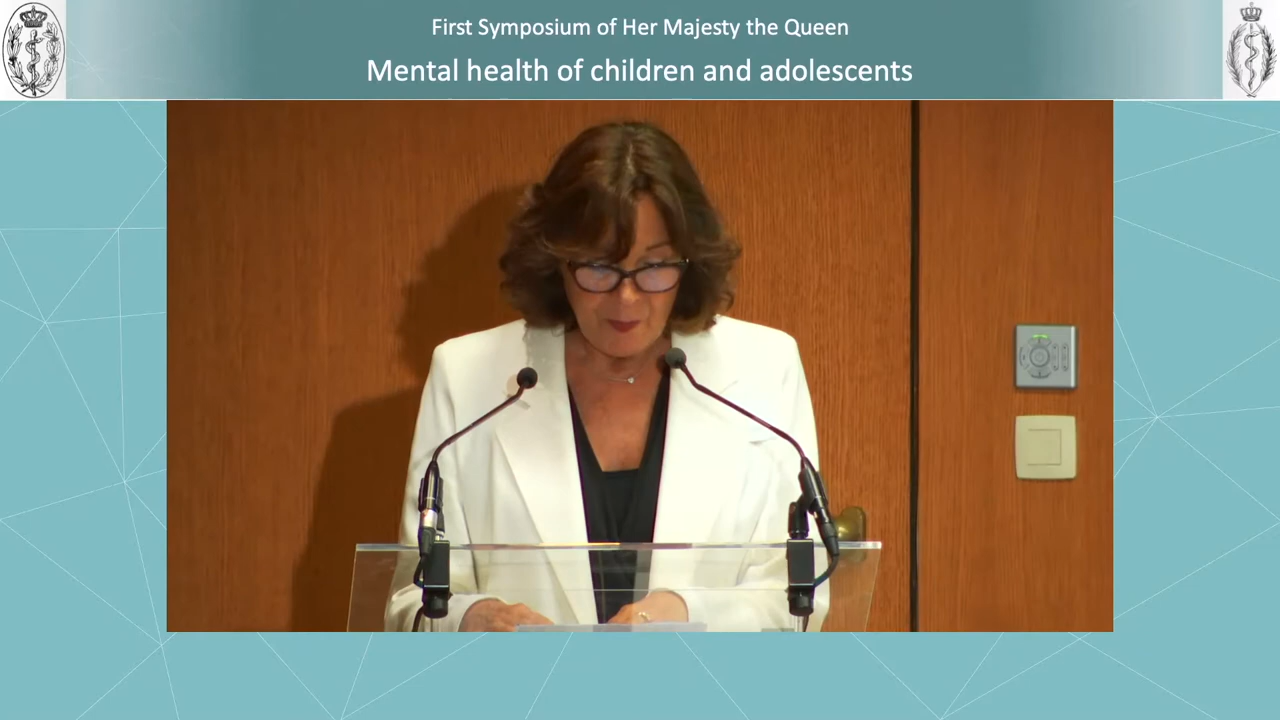 First Symposium of Her Majesty the Queen
Mental health of children and adolescents